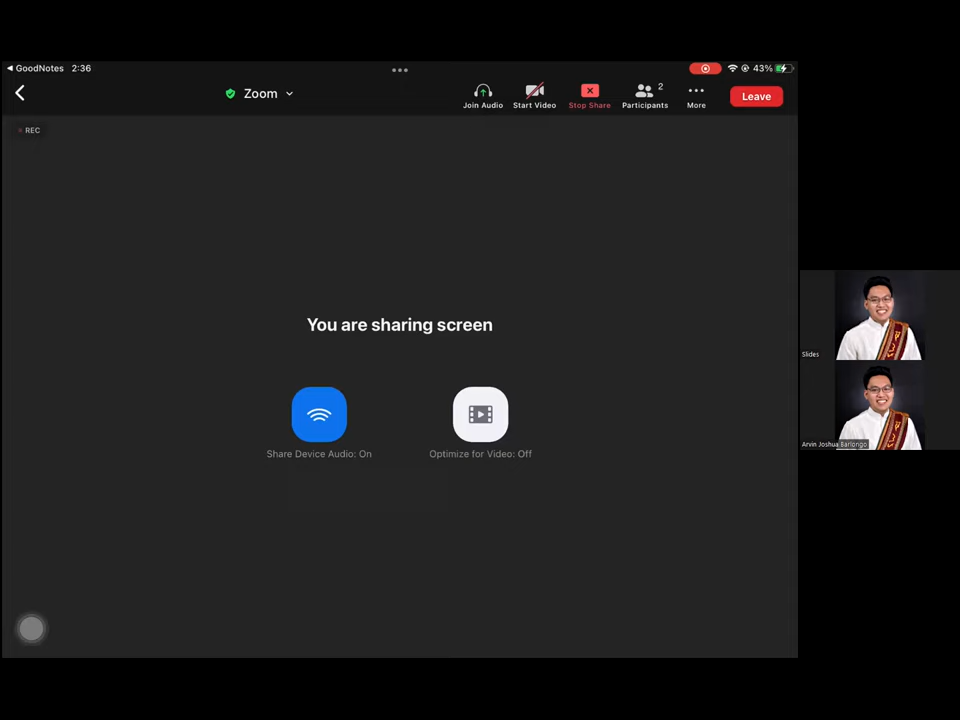 GoodNotes 2:36 43%
Zoom
Join Audio Start Video Stop Share Participants 2 More Leave
REC
You are sharing screen
Share Device Audio: On Optimize for Video: Off
Slides
Arvin Joshua Barlongo